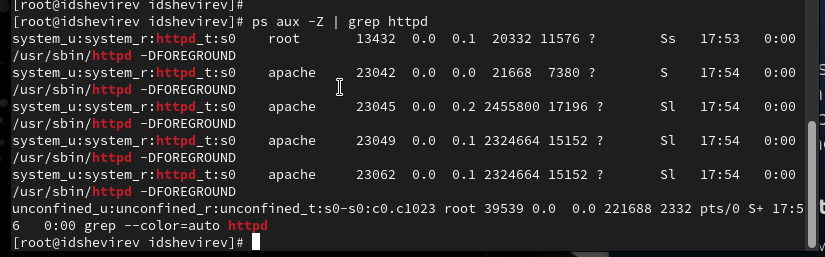 [root@idshevirev idshevirev]#
[root@idshevirev idshevirev]# ps aux -Z | grep httpd
system_u:system_r:httpd_t:s0    root       13432  0.0  0.1  20332 11576 ?        Ss   17:53   0:00
/usr/sbin/httpd -DFOREGROUND
system_u:system_r:httpd_t:s0    apache     23042  0.0  0.0  21668  7380 ?        S    17:54   0:00
/usr/sbin/httpd -DFOREGROUND
system_u:system_r:httpd_t:s0    apache     23045  0.0  0.2 2455800 17196 ?       Sl   17:54   0:00
/usr/sbin/httpd -DFOREGROUND
system_u:system_r:httpd_t:s0    apache     23049  0.0  0.1 2324664 15152 ?       Sl   17:54   0:00
/usr/sbin/httpd -DFOREGROUND
system_u:system_r:httpd_t:s0    apache     23062  0.0  0.1 2324664 15152 ?       Sl   17:54   0:00
/usr/sbin/httpd -DFOREGROUND
unconfined_u:unconfined_r:unconfined_t:s0-s0:c0.c1023 root 39539 0.0  0.0 221688 2332 pts/0 S+ 17:5
6   0:00 grep --color=auto httpd
[root@idshevirev idshevirev]#